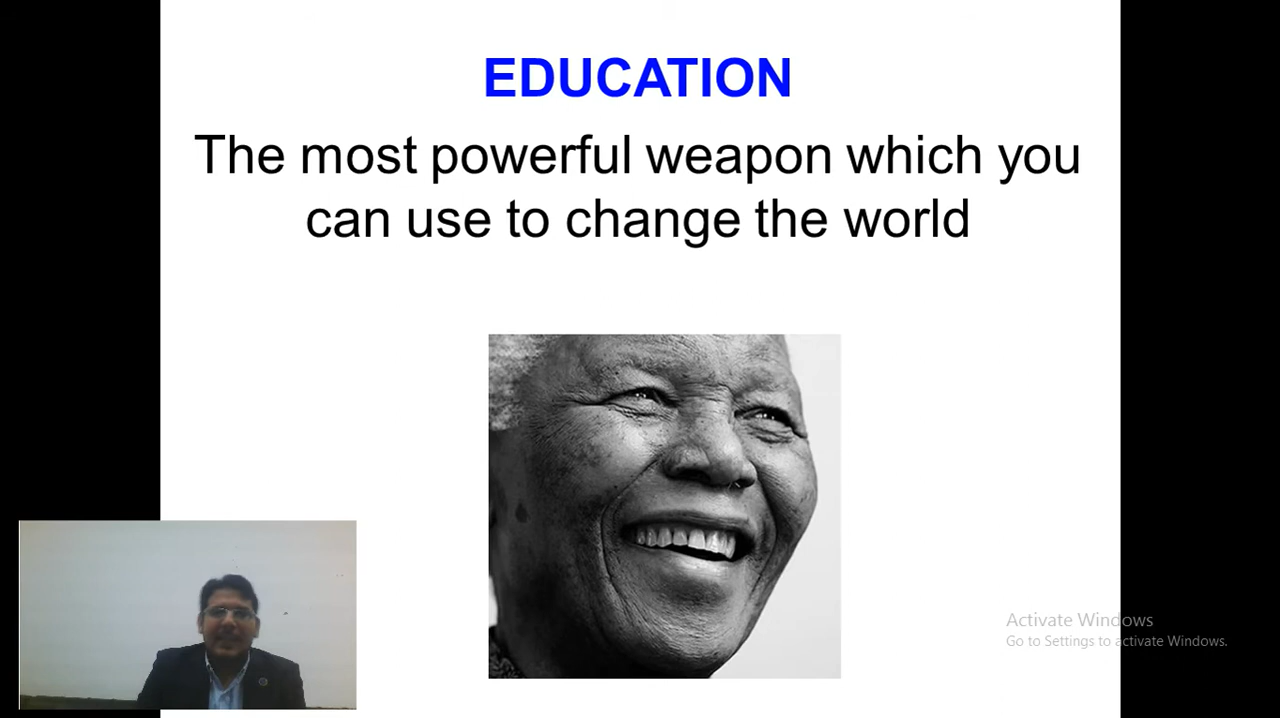 EDUCATION
The most powerful weapon which you
can use to change the world
Activate Windows
Go to Settings to activate Windows.